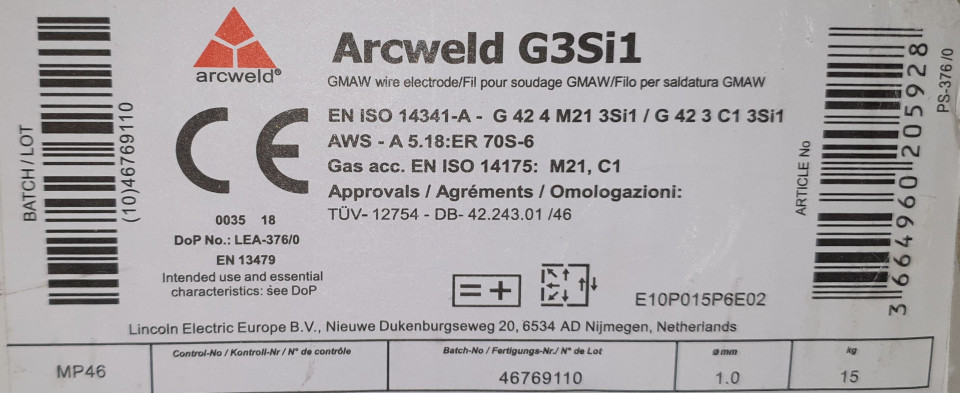 BATCH/LOT
(10)46769110
arcweld®
Arcweld G3Si1
GMAW wire electrode/Fil pour soudage GMAW/Filo per saldatura GMAW
EN ISO 14341-A - G 42 4 M21 3Si1 / G 42 3 C1 3Si1
AWS - A 5.18:ER 70S-6
Gas acc. EN ISO 14175: M21, C1
Approvals / Agréments / Omologazioni:
TÜV- 12754 - DB- 42.243.01 /46
CE
0035 18
DoP No.: LEA-376/0
EN 13479
Intended use and essential
characteristics: see DoP
= +
E10P015P6E02
ARTICLE No
3 664960 205928
PS-376/0
Lincoln Electric Europe B.V., Nieuwe Dukenburgseweg 20, 6534 AD Nijmegen, Netherlands
MP46
Control-No / Kontroll-Nr / N° de contrôle
Batch-No / Fertigungs-Nr./ N° de Lot
46769110
ø mm
1.0
kg
15